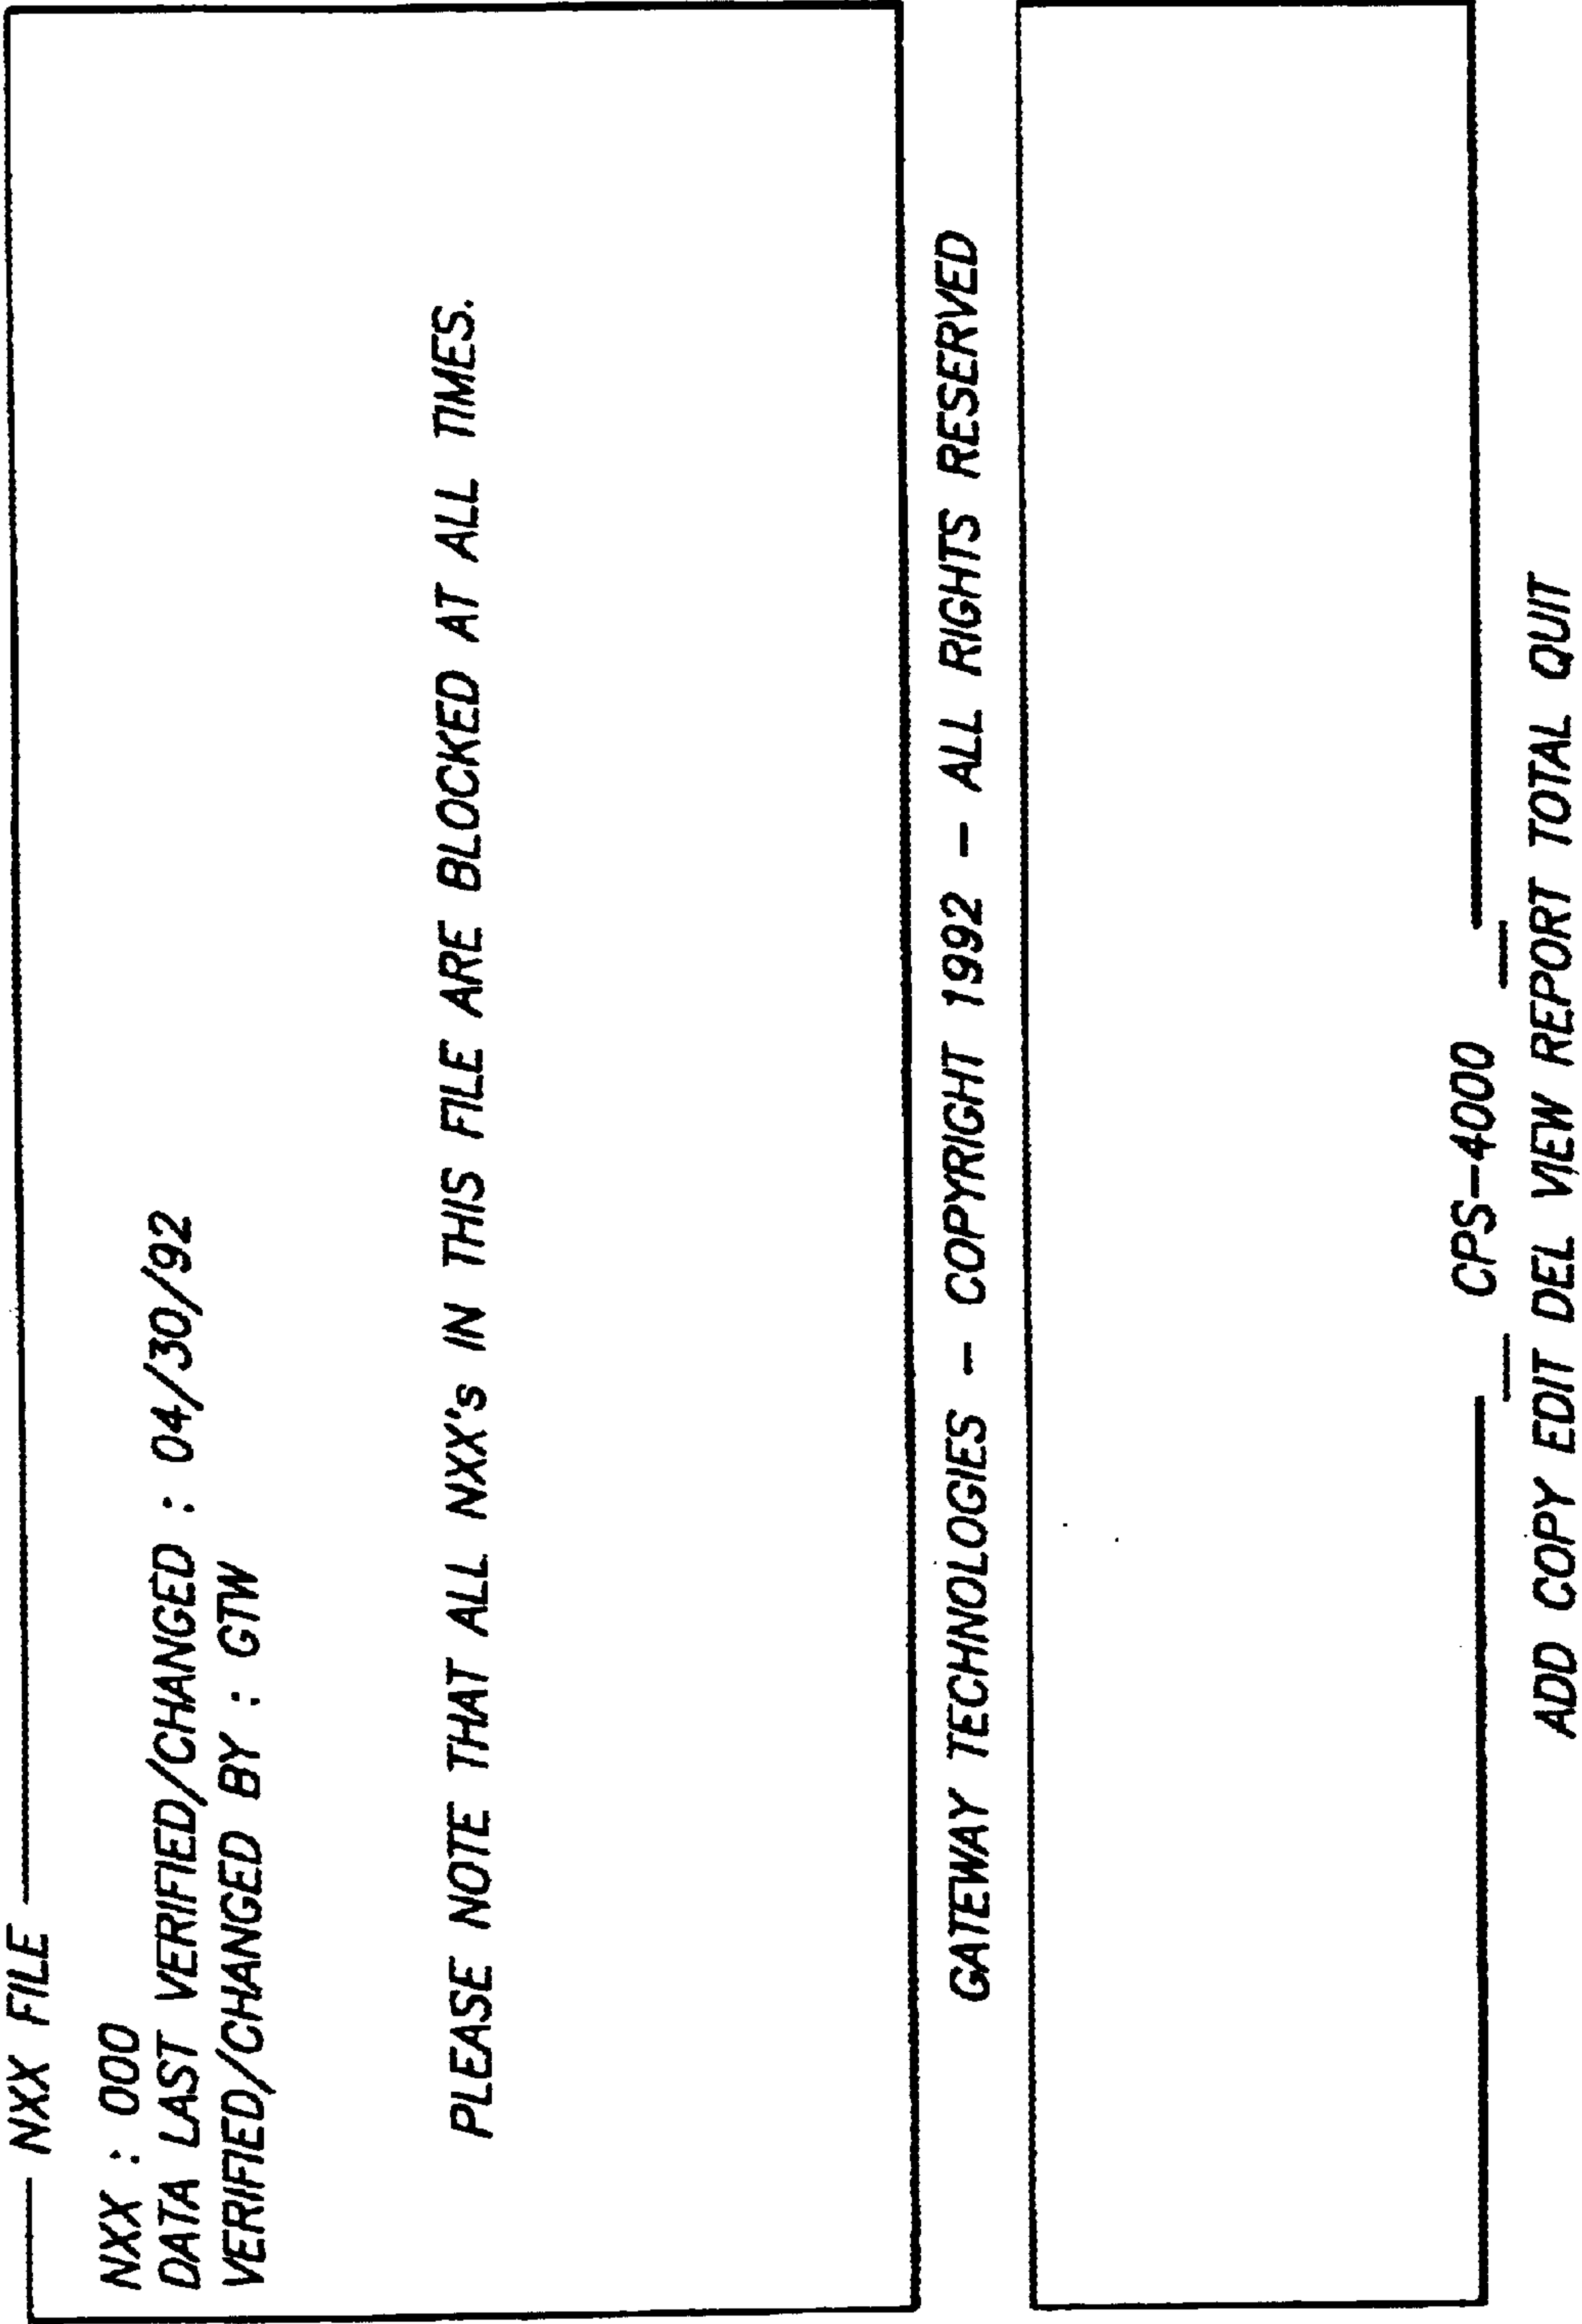 NXX FILE
NXX : 000
DATA LAST VERIFIED/CHANGED : 04/30/92
VERIFIED/CHANGED BY : GTW
PLEASE NOTE THAT ALL NXX's IN THIS FILE ARE BLOCKED AT ALL TIMES.
GATEWAY TECHNOLOGIES - COPYRIGHT 1992 - ALL RIGHTS RESERVED
CPS-4000
ADD COPY EDIT DEL VIEW REPORT TOTAL QUIT